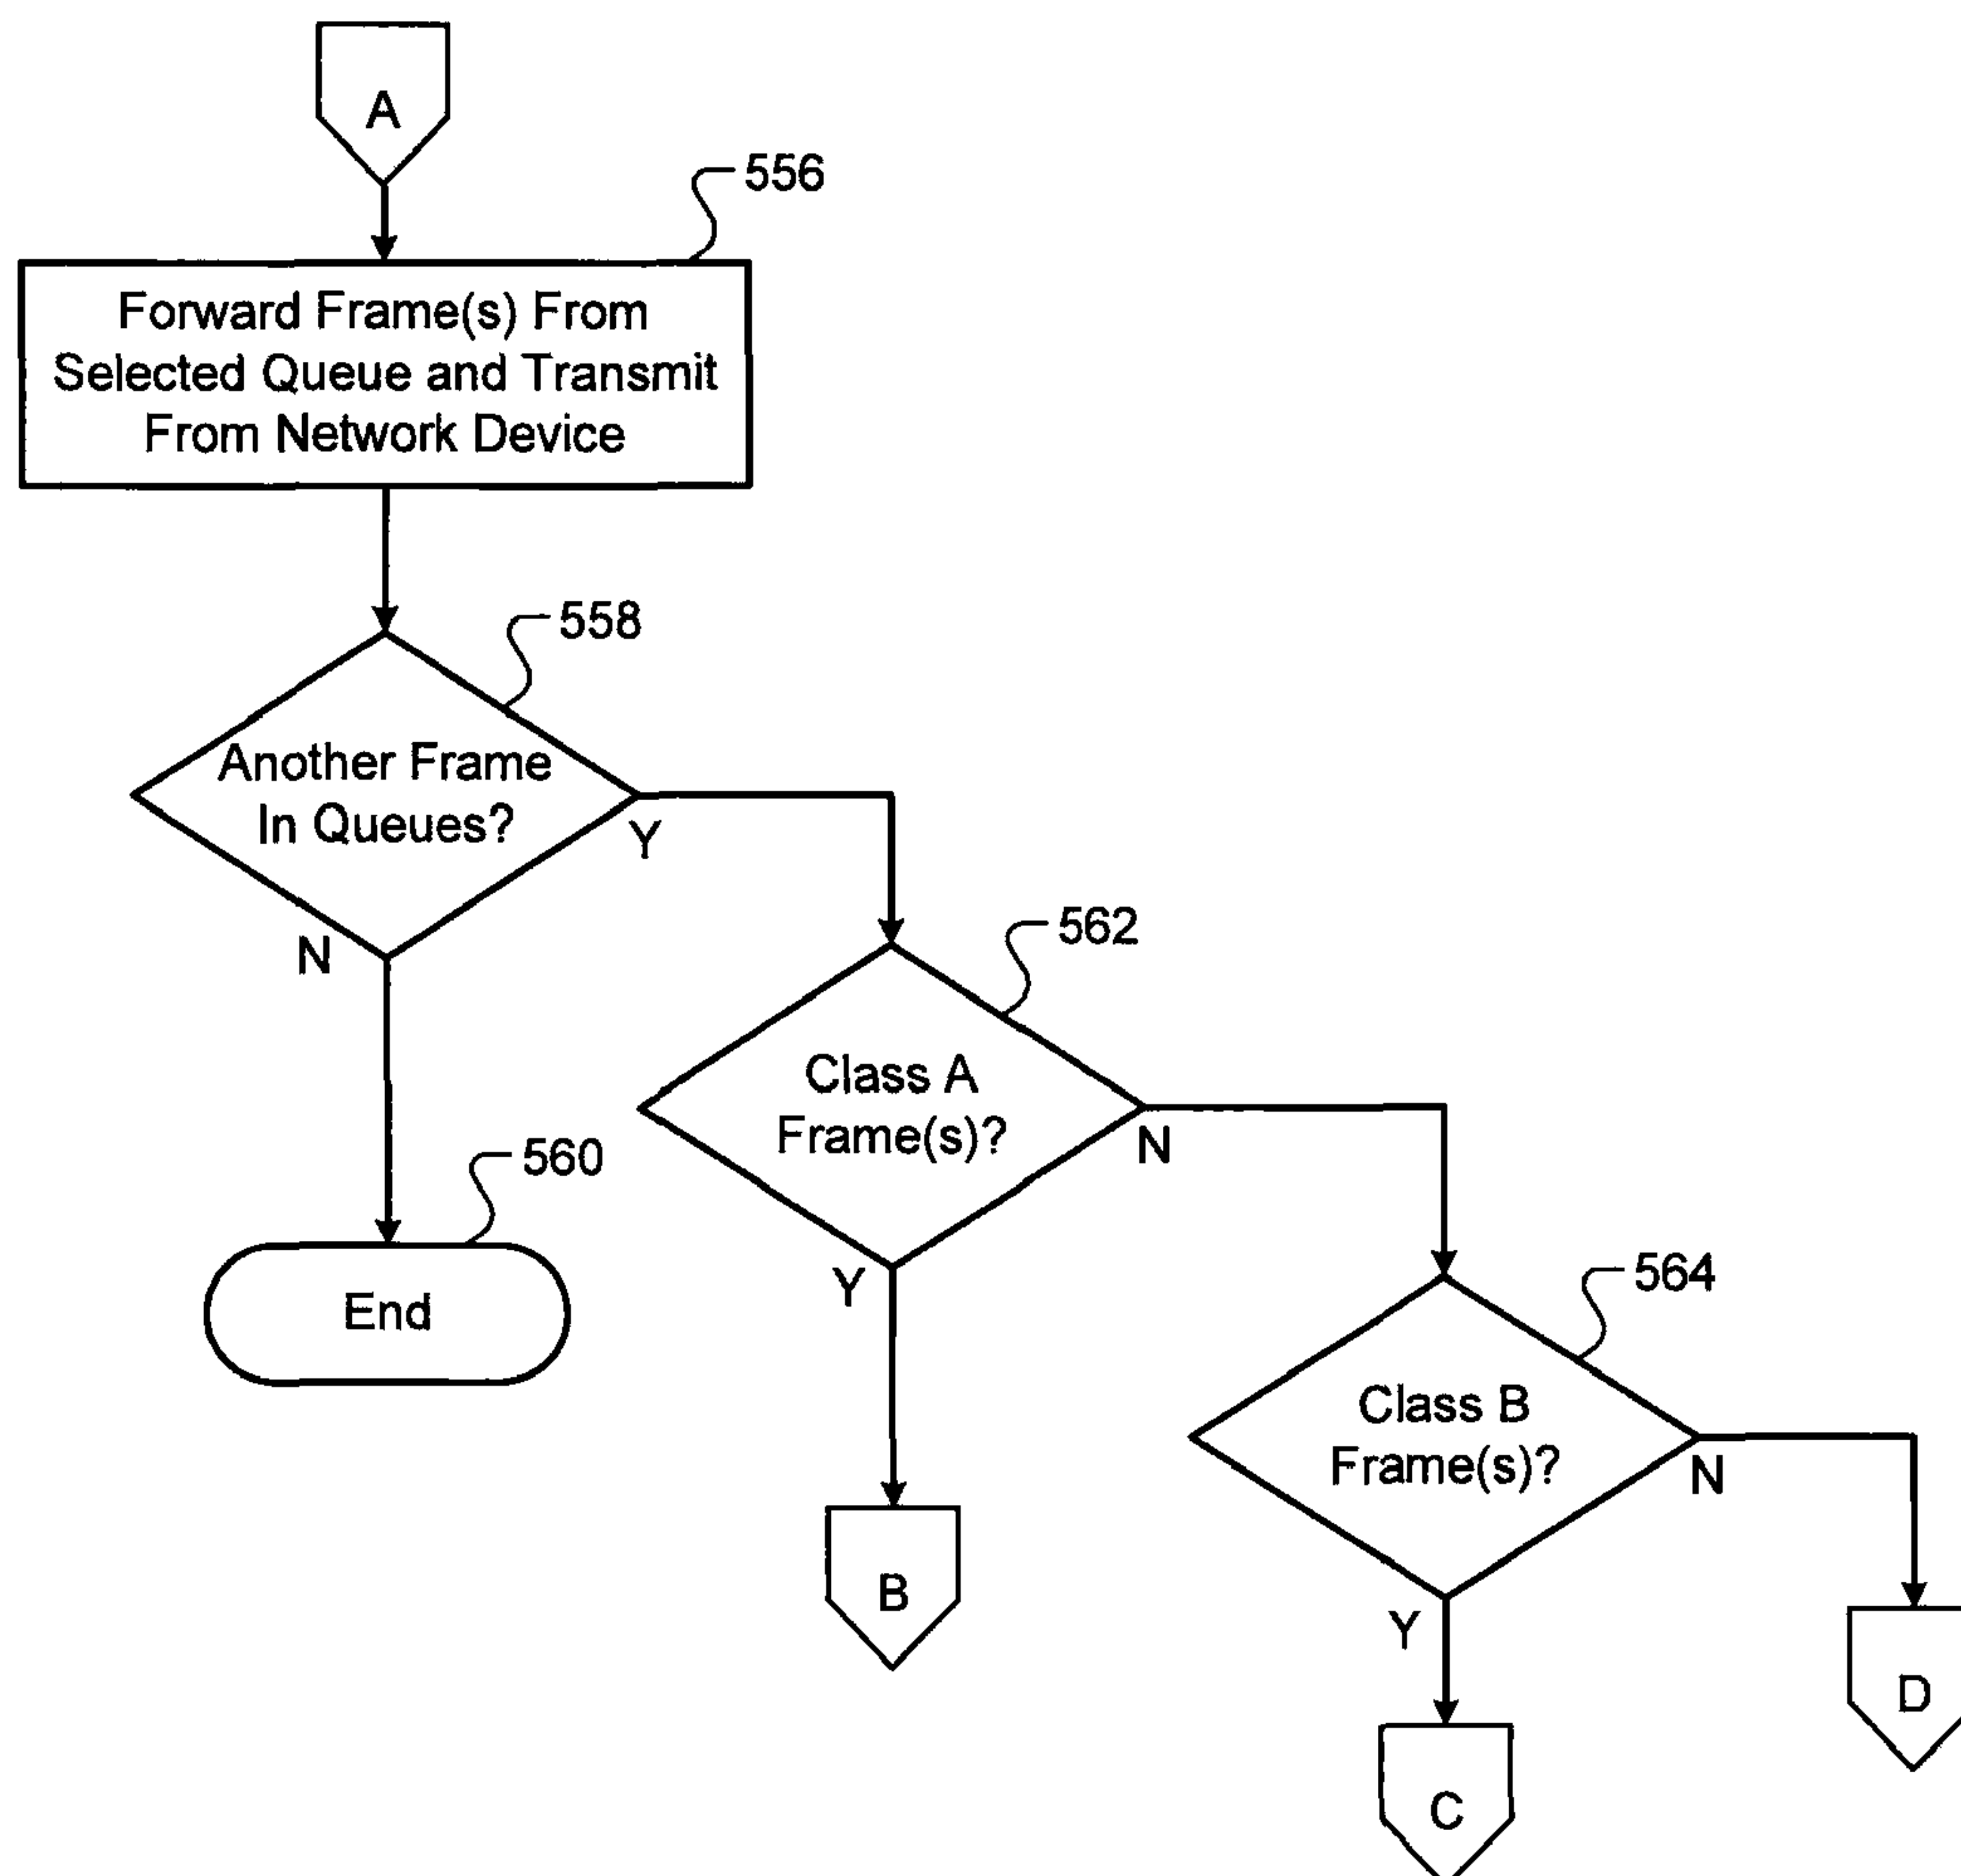 A
556
Forward Frame(s) From
Selected Queue and Transmit
From Network Device
558
Another Frame
In Queues?
Y
N
562
Class A
Frame(s)?
N
Y
560
End
564
Class B
Frame(s)?
N
Y
B
D
C